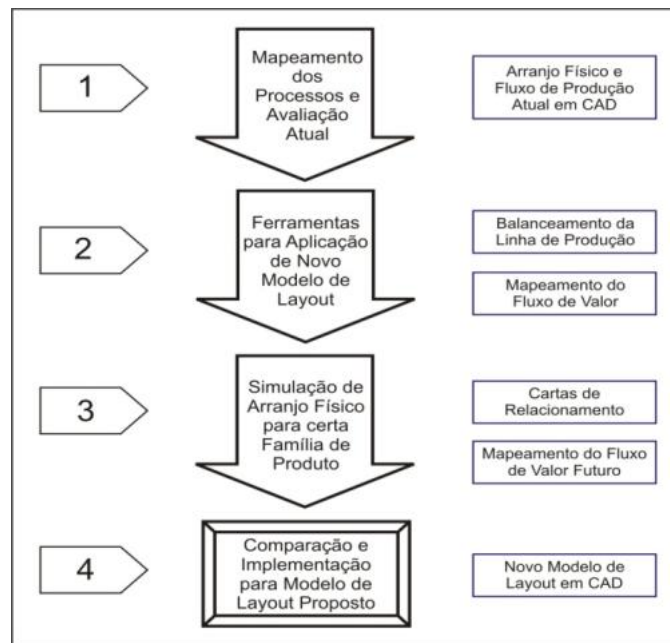 1
Mapeamento
dos
Processos e
Avaliação
Atual
Arranjo Físico e
Fluxo de Produção
Atual em CAD
2
Ferramentas
para Aplicação
de Novo
Modelo de
Layout
Balanceamento da
Linha de Produção
Mapeamento do
Fluxo de Valor
3
Simulação de
Arranjo Físico
para certa
Família de
Produto
Cartas de
Relacionamento
Mapeamento do Fluxo
de Valor Futuro
4
Comparação e
Implementação
para Modelo de
Layout Proposto
Novo Modelo de
Layout em CAD